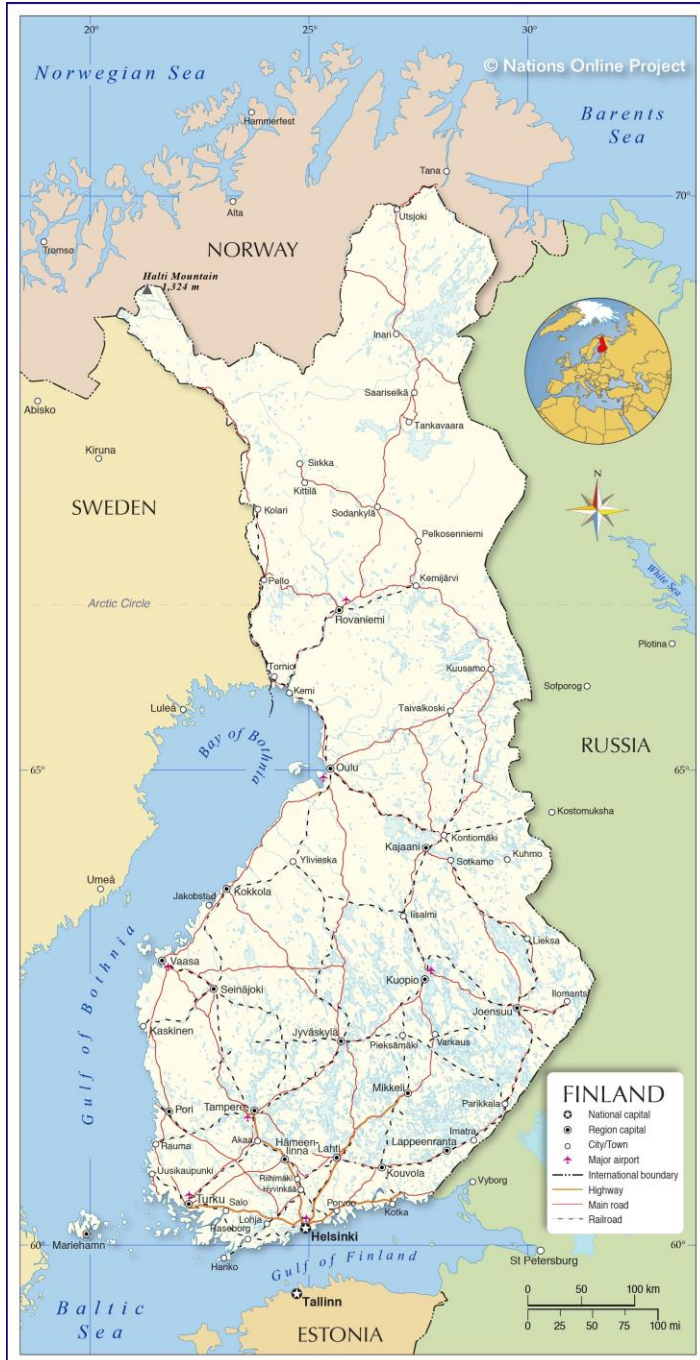 20°
25°
30°
Norwegian Sea
© Nations Online Project
Hammerfest
Barents
Sea
Tana
70°
70°
Alta
Utsjoki
Tromsø
NORWAY
Halti Mountain
1,324 m
Inari
Abisko
Saariselkä
Tankavaara
Kiruna
Sirkka
Kittilä
N
SWEDEN
Kolari
Sodankylä
Pelkosenniemi
White Sea
Pello
Kemijärvi
Arctic Circle
Rovaniemi
Plotina
Tornio
Kuusamo
Kemi
Sofporog
Luleå
Taivalkoski
Bay of
Bothnia
RUSSIA
65°
Oulu
65°
Kostomuksha
Kontiomäki
Kajaani
Sotkamo
Kuhmo
Ylivieska
Umeå
Kokkola
Jakobstad
Iisalmi
Lieksa
Gulf of Bothnia
Vaasa
Kuopio
Seinäjoki
Ilomants
Joensuu
Kaskinen
Jyväskylä
Pieksämäki
Varkaus
Mikkeli
FINLAND
National capital
Region capital
City/Town
Major airport
International boundary
Highway
Main road
Railroad
Parikkala
Pori
Tampere
Imatra
Rauma
Akaa
Hämeen-
linna
Lahti
Lappeenranta
Uusikaupunki
Riihimäki
Hyvinkää
Kouvola
Vyborg
Turku
Salo
Porvoo
Kotka
Lohja
Raseborg
Helsinki
Mariehamn
60°
60°
Hanko
Gulf of Finland
St Petersburg
Tallinn
Baltic
Sea
ESTONIA
0 50 100 km
0 25 50 75 100 mi